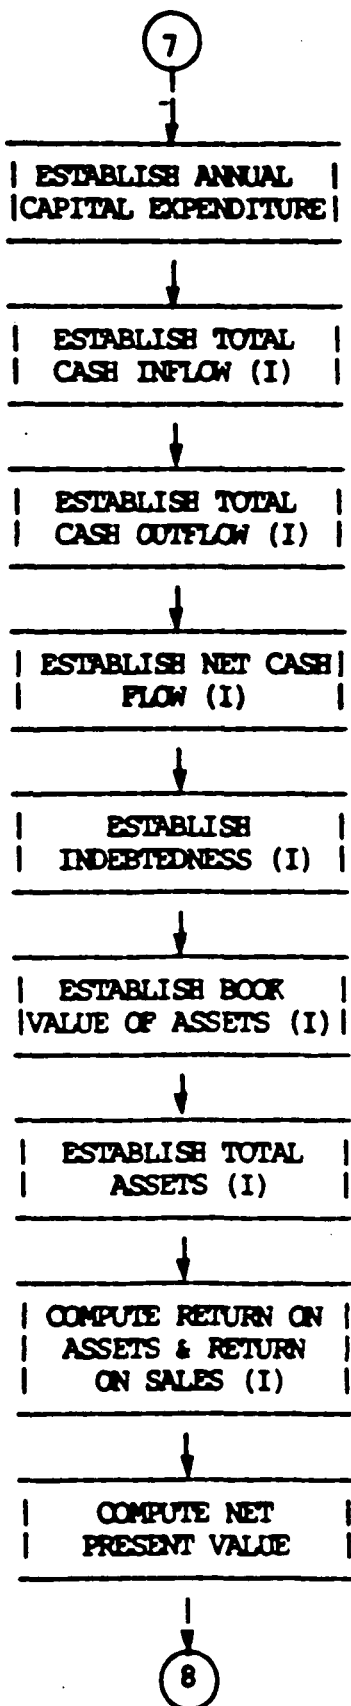 7
ESTABLISH ANNUAL
CAPITAL EXPENDITURE
ESTABLISH TOTAL
CASH INFLOW (I)
ESTABLISH TOTAL
CASH OUTFLOW (I)
ESTABLISH NET CASH
FLOW (I)
ESTABLISH
INDEBTEDNESS (I)
ESTABLISH BOOK
VALUE OF ASSETS (I)
ESTABLISH TOTAL
ASSETS (I)
COMPUTE RETURN ON
ASSETS & RETURN
ON SALES (I)
COMPUTE NET
PRESENT VALUE
8